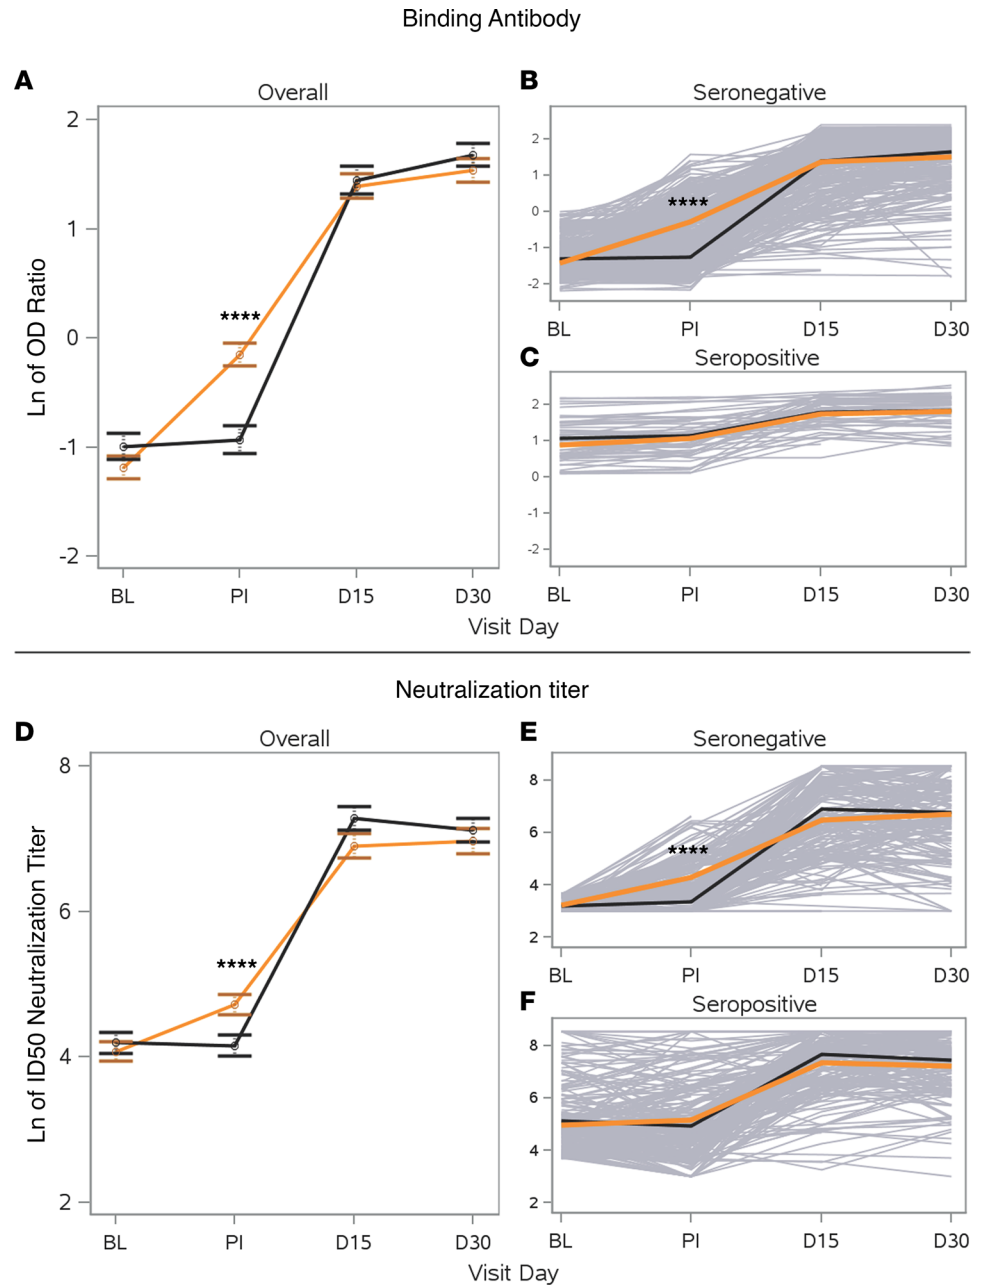 Binding Antibody
A
Overall
Ln of OD Ratio
2
1
0
-1
-2
****
BL PI D15 D30
B
Seronegative
2
1
0
-1
-2
****
BL PI D15 D30
C
Seropositive
2
1
0
-1
-2
BL PI D15 D30
Visit Day
Neutralization titer
D
Overall
Ln of ID50 Neutralization Titer
8
6
4
2
****
BL PI D15 D30
E
Seronegative
8
6
4
2
****
BL PI D15 D30
F
Seropositive
8
6
4
2
BL PI D15 D30
Visit Day